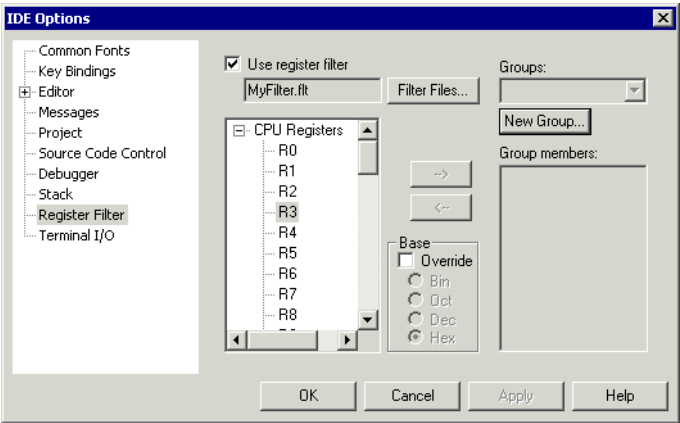 IDE Options
Common Fonts
Key Bindings
Editor
Messages
Project
Source Code Control
Debugger
Stack
Register Filter
Terminal I/O
Use register filter
MyFilter.flt
Filter Files...
CPU Registers
R0
R1
R2
R3
R4
R5
R6
R7
R8
-->
<--
Base
Override
Bin
Oct
Dec
Hex
Groups:
New Group...
Group members:
OK
Cancel
Apply
Help